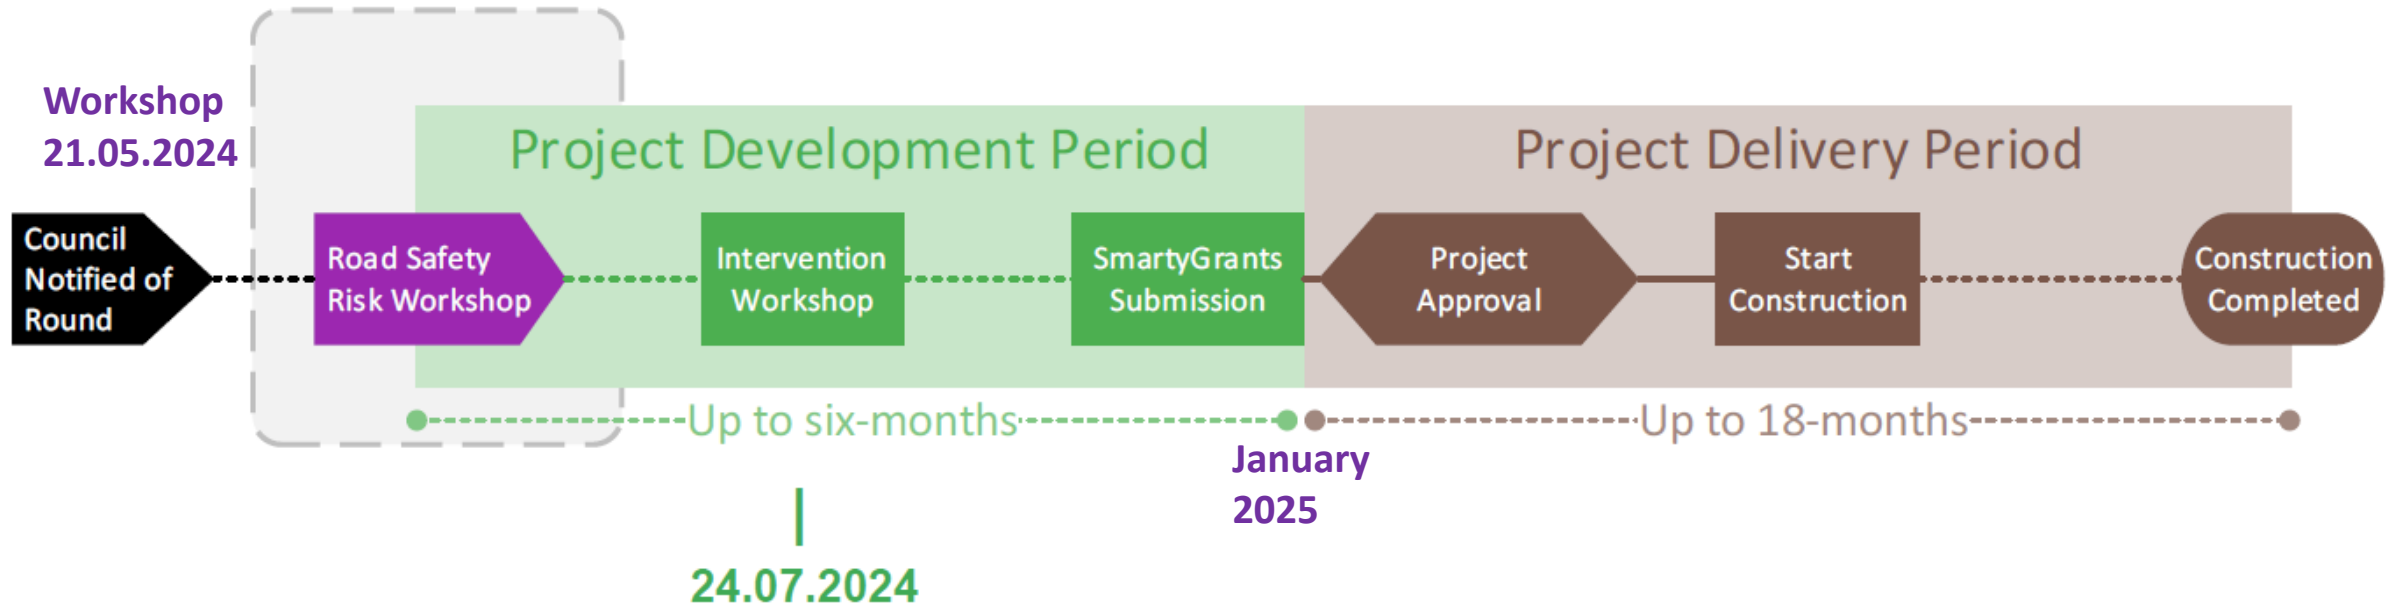 Workshop
21.05.2024
Project Development Period
Project Delivery Period
Council
Notified of
Round
Road Safety
Risk Workshop
Intervention
Workshop
SmartyGrants
Submission
Project
Approval
Start
Construction
Construction
Completed
Up to six-months
Up to 18-months
January
2025
24.07.2024